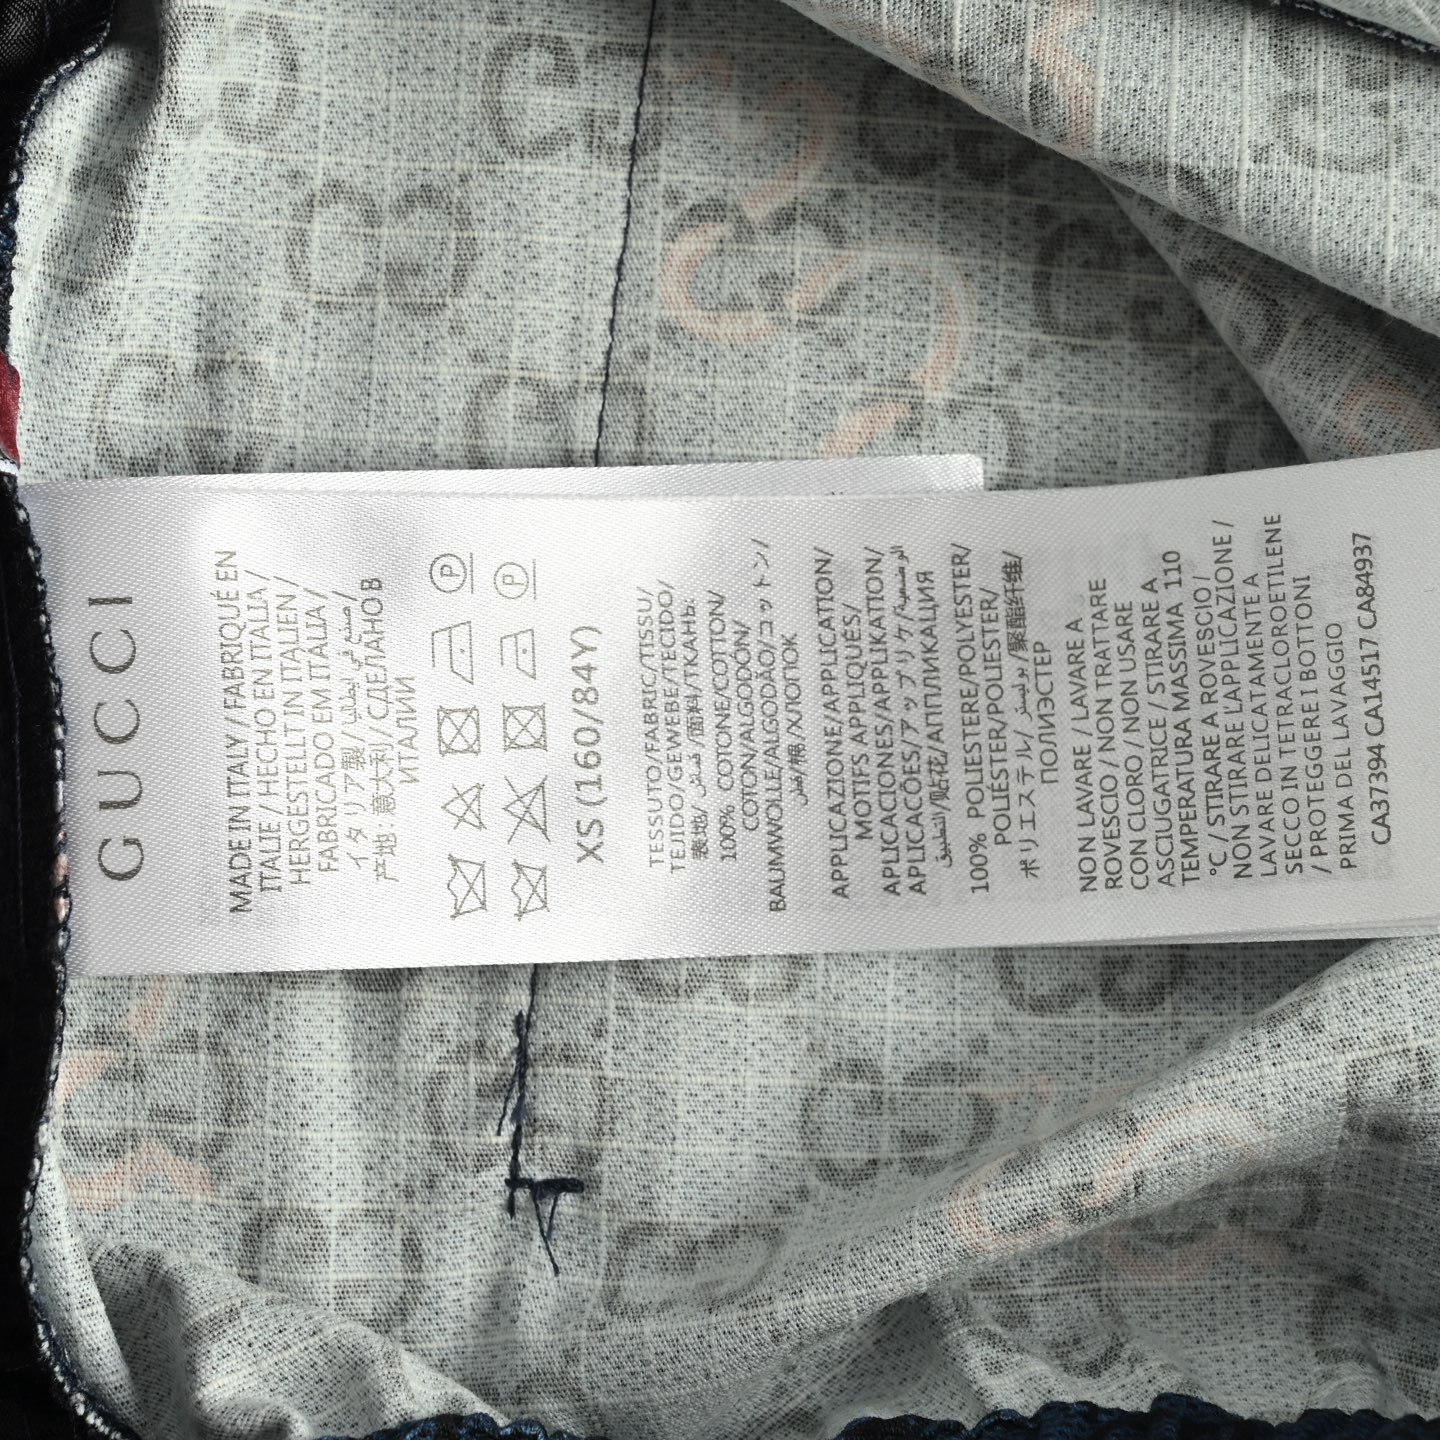 GUCCI
MADE IN ITALY / FABRIQUÉ EN
ITALIE / HECHO EN ITALIA /
HERGESTELLT IN ITALIEN /
FABRICADO EM ITALIA /
イタリア製 / صنع في إيطاليا /
产地: 意大利 / СДЕЛАНО В
ИТАЛИИ
P
P
XS (160/84Y)
TESSUTO/FABRIC/TISSU/
TEJIDO/GEWEBE/TECIDO/
表地/ قماش /面料/ТКАНЬ:
100% COTONE/COTTON/
COTON/ALGODÓN/
BAUMWOLLE/ALGODÃO/コットン/
قطن/棉/ХЛОПОК
APPLICAZIONE/APPLICATION/
MOTIFS APPLIQUÉS/
APLICACIONES/APPLIKATION/
APLICACÕES/アップリケ/
التطبيق/贴花/АППЛИКАЦИЯ
100% POLIESTERE/POLYESTER/
POLIÉSTER/POLIESTER/
ポリエステル/ بوليستر /聚酯纤维/
ПОЛИЭСТЕР
NON LAVARE / LAVARE A
ROVESCIO / NON TRATTARE
CON CLORO / NON USARE
ASCIUGATRICE / STIRARE A
TEMPERATURA MASSIMA 110
°C / STIRARE A ROVESCIO /
NON STIRARE L'APPLICAZIONE /
LAVARE DELICATAMENTE A
SECCO IN TETRACLOROETILENE
/ PROTEGGERE I BOTTONI
PRIMA DEL LAVAGGIO
CA37394 CA14517 CA84937